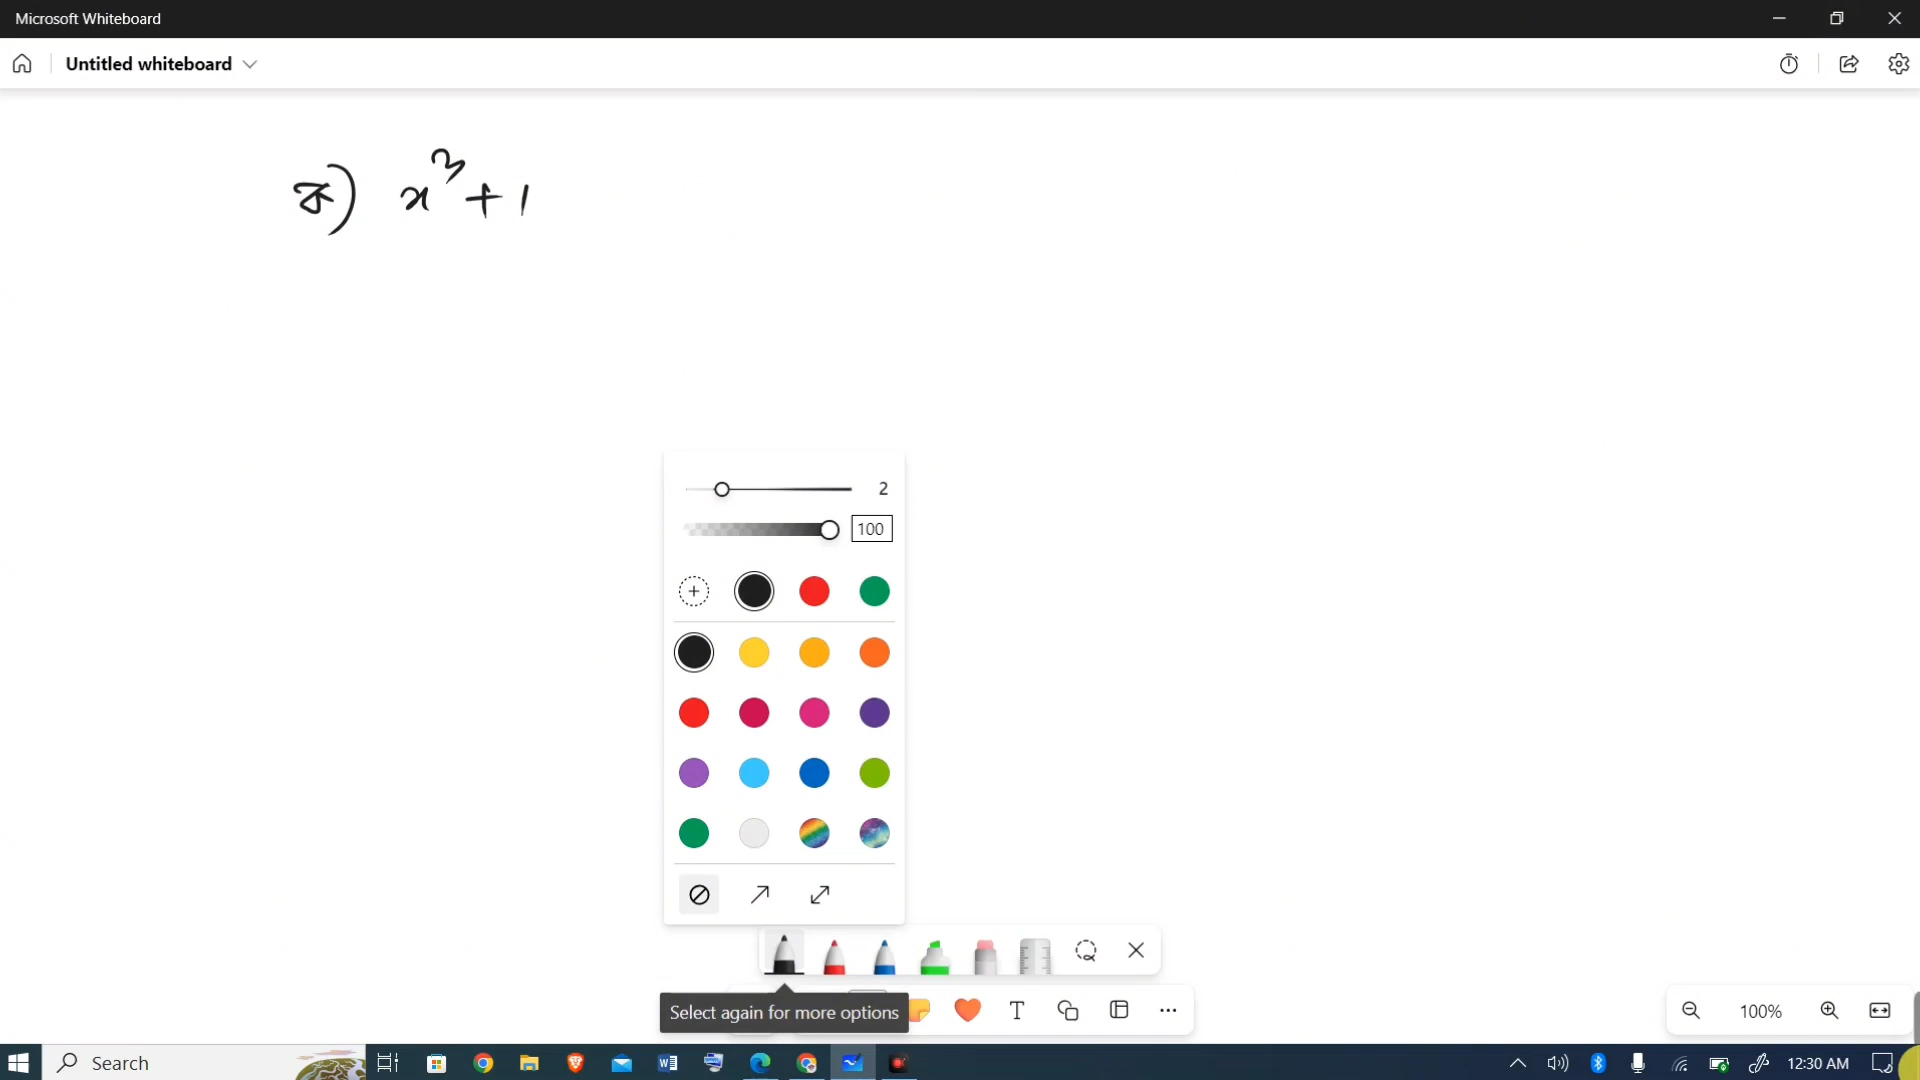 Microsoft Whiteboard
Untitled whiteboard
x³+1
2
100
Select again for more options
100%
Search
12:30 AM